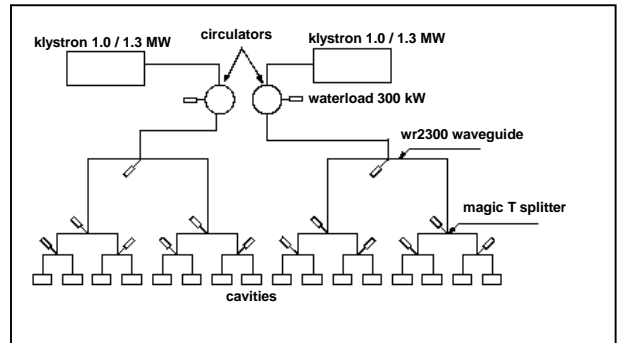 klystron 1.0 / 1.3 MW
circulators
klystron 1.0 / 1.3 MW
waterload 300 kW
wr2300 waveguide
magic T splitter
cavities